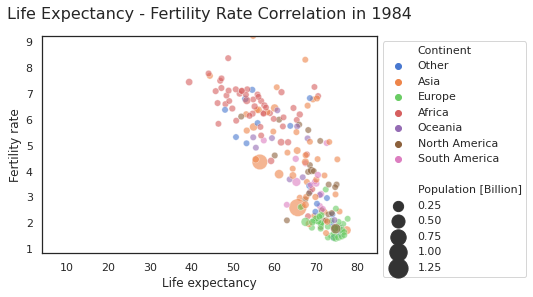 Life Expectancy - Fertility Rate Correlation in 1984
9
8
7
6
5
4
3
2
1
Fertility rate
10 20 30 40 50 60 70 80
Life expectancy
Continent
Other
Asia
Europe
Africa
Oceania
North America
South America
Population [Billion]
0.25
0.50
0.75
1.00
1.25